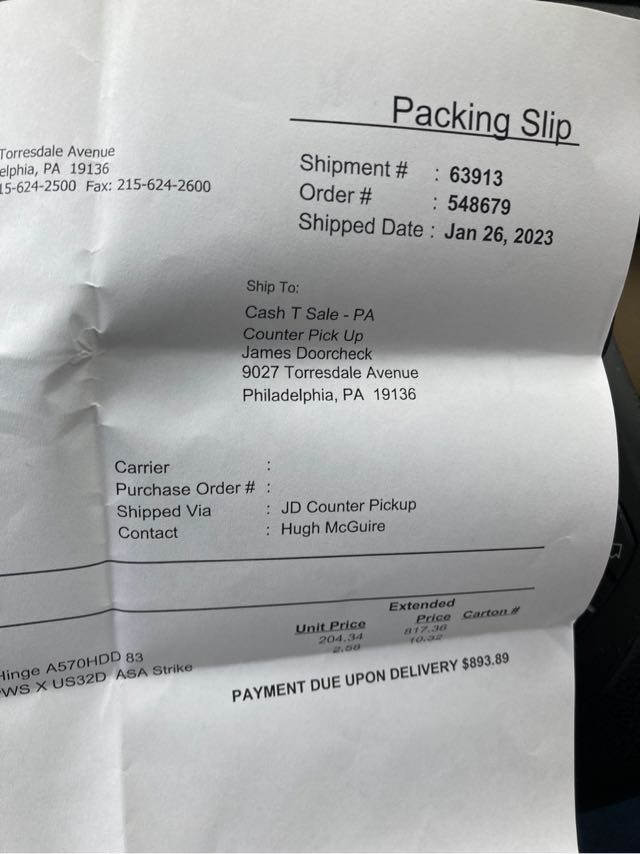 Packing Slip
Torresdale Avenue
elphia, PA 19136
15-624-2500 Fax: 215-624-2600
Shipment # : 63913
Order # : 548679
Shipped Date : Jan 26, 2023
Ship To:
Cash T Sale - PA
Counter Pick Up
James Doorcheck
9027 Torresdale Avenue
Philadelphia, PA 19136
Carrier :
Purchase Order # :
Shipped Via : JD Counter Pickup
Contact : Hugh McGuire
Unit Price Extended Price Carton #
204.34 817.36
2.58 10.32
Hinge A570HDD 83
PWS X US32D ASA Strike
PAYMENT DUE UPON DELIVERY $893.89